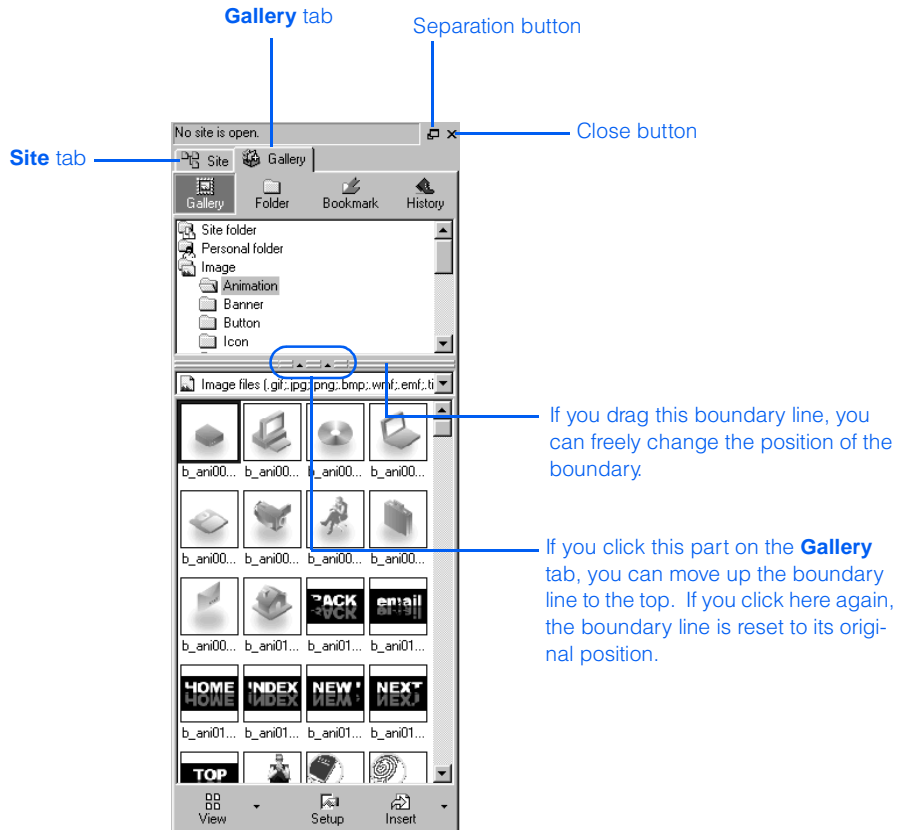 Gallery tab
Separation button
Close button
Site tab
No site is open.
Site
Gallery
Gallery
Folder
Bookmark
History
Site folder
Personal folder
Image
Animation
Banner
Button
Icon
Image files (.gif;.jpg;.png;.bmp;.wmf;.emf;.ti
If you drag this boundary line, you
can freely change the position of the
boundary.
b_ani00... b_ani00... b_ani00... b_ani00...
b_ani00... b_ani00... b_ani00... b_ani00...
If you click this part on the Gallery
tab, you can move up the boundary
line to the top. If you click here again,
the boundary line is reset to its origi-
nal position.
BACK
email
b_ani00... b_ani01... b_ani01... b_ani01...
HOME
INDEX
NEW
NEXT
b_ani01... b_ani01... b_ani01... b_ani01...
TOP
View
Setup
Insert